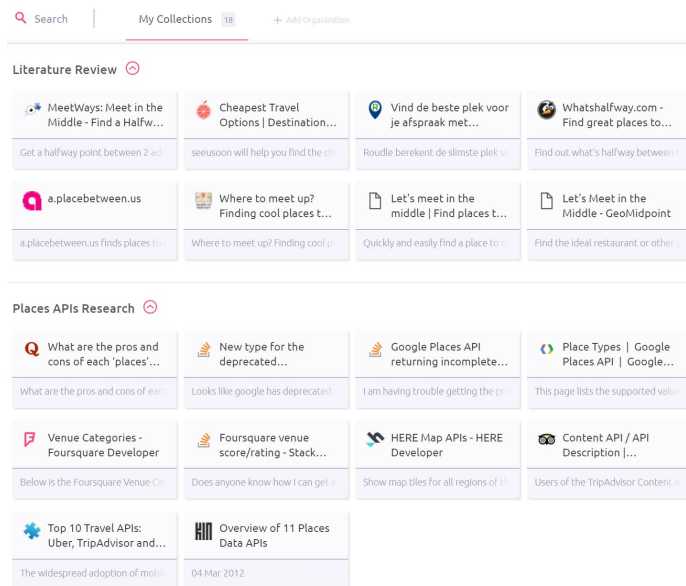 Search
My Collections 18
+ Add Organization
Literature Review
MeetWays: Meet in the
Middle - Find a Halfw...
Get a halfway point between 2 ad
Cheapest Travel
Options | Destination...
seeusoon will help you find the ch
Vind de beste plek voor
je afspraak met...
Roudle berekent de slimste plek vo
Whatshalfway.com -
Find great places to...
Find out what's halfway between
a.placebetween.us
a.placebetween.us finds places to
Where to meet up?
Finding cool places t...
Where to meet up? Finding cool pl
Let's meet in the
middle | Find places t...
Quickly and easily find a place to m
Let's Meet in the
Middle - GeoMidpoint
Find the ideal restaurant or other
Places APIs Research
What are the pros and
cons of each 'places'...
What are the pros and cons of each
New type for the
deprecated...
Looks like google has deprecated
Google Places API
returning incomplete...
I am having trouble getting the
Place Types | Google
Places API | Google...
This page lists the supported value
Venue Categories -
Foursquare Developer
Below is the Foursquare Venue Ca
Foursquare venue
score/rating - Stack...
Does anyone know how I can get
HERE Map APIs - HERE
Developer
Show map tiles for all regions of th
Content API / API
Description |...
Users of the TripAdvisor Content A
Top 10 Travel APIs:
Uber, TripAdvisor and...
The widespread adoption of mobi
KIN
Overview of 11 Places
Data APIs
04 Mar 2012